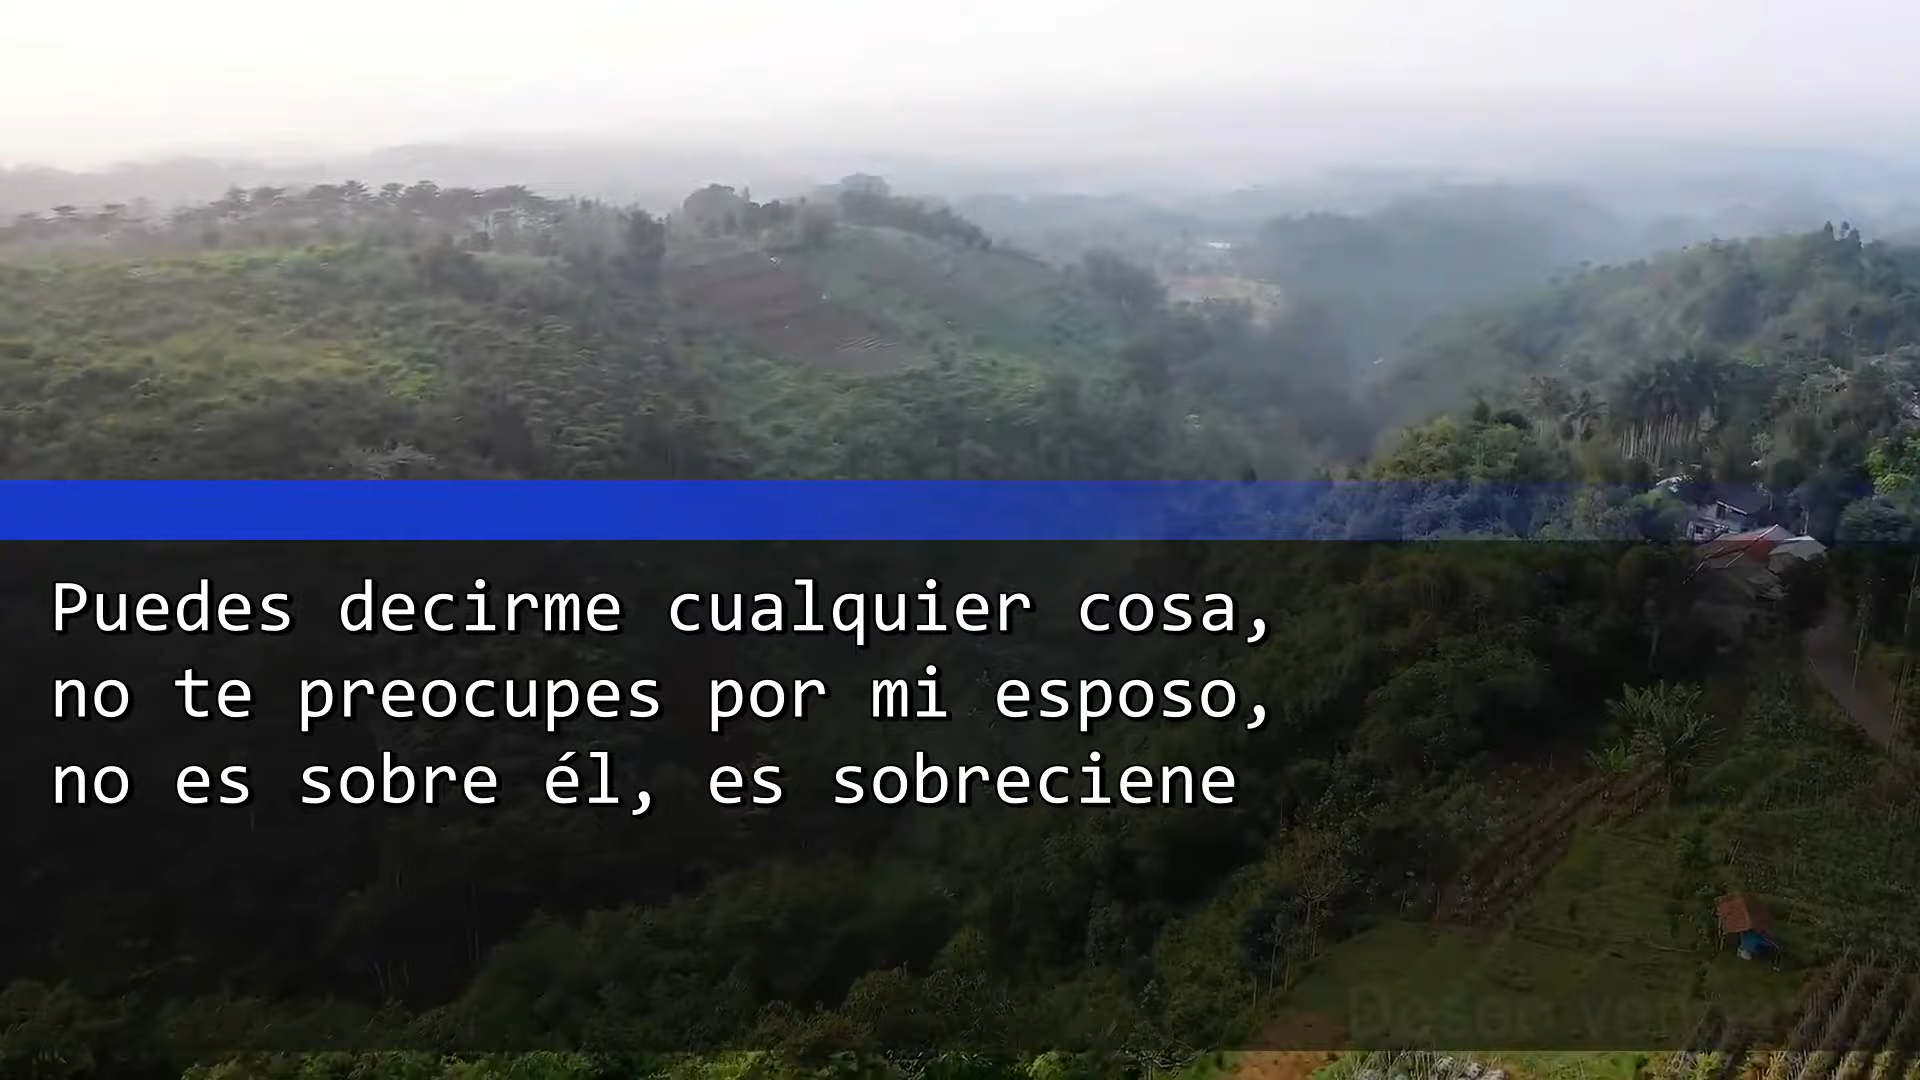 Puedes decirme cualquier cosa,
no te preocupes por mi esposo,
no es sobre él, es sobreciene